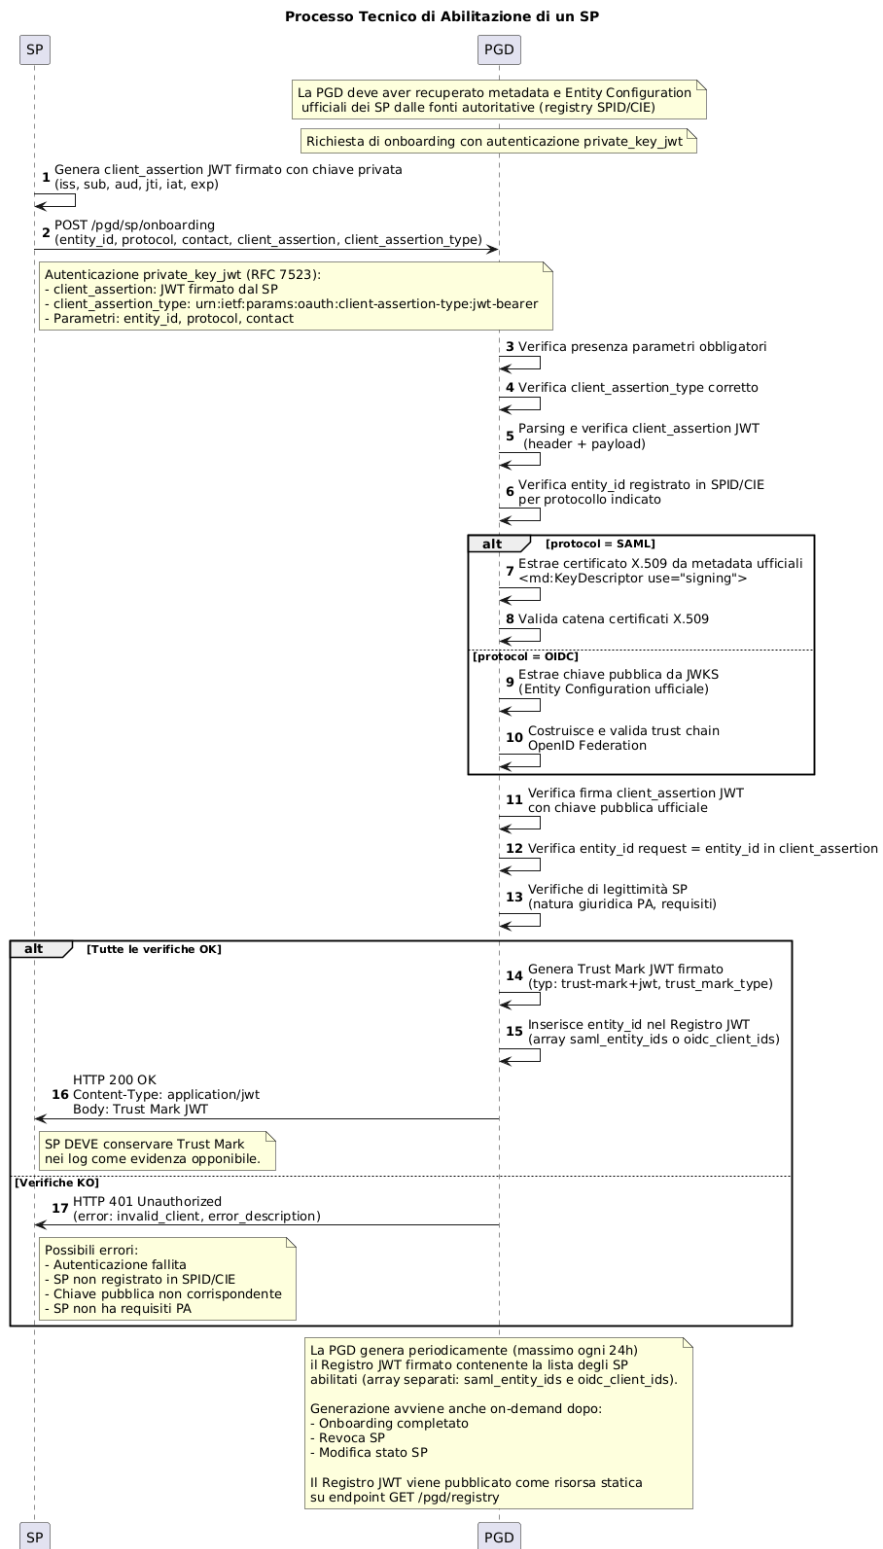 Processo Tecnico di Abilitazione di un SP
SP
PGD
La PGD deve aver recuperato metadata e Entity Configuration
ufficiali dei SP dalle fonti autoritative (registry SPID/CIE)
Richiesta di onboarding con autenticazione private_key_jwt
1 Genera client_assertion JWT firmato con chiave privata
(iss, sub, aud, jti, iat, exp)
2 POST /pgd/sp/onboarding
(entity_id, protocol, contact, client_assertion, client_assertion_type)
Autenticazione private_key_jwt (RFC 7523):
- client_assertion: JWT firmato dal SP
- client_assertion_type: urn:ietf:params:oauth:client-assertion-type:jwt-bearer
- Parametri: entity_id, protocol, contact
3 Verifica presenza parametri obbligatori
4 Verifica client_assertion_type corretto
5 Parsing e verifica client_assertion JWT
(header + payload)
6 Verifica entity_id registrato in SPID/CIE
per protocollo indicato
alt [protocol = SAML]
7 Estrae certificato X.509 da metadata ufficiali
<md:KeyDescriptor use="signing">
8 Valida catena certificati X.509
[protocol = OIDC]
9 Estrae chiave pubblica da JWKS
(Entity Configuration ufficiale)
10 Costruisce e valida trust chain
OpenID Federation
11 Verifica firma client_assertion JWT
con chiave pubblica ufficiale
12 Verifica entity_id request = entity_id in client_assertion
13 Verifiche di legittimità SP
(natura giuridica PA, requisiti)
alt [Tutte le verifiche OK]
14 Genera Trust Mark JWT firmato
(typ: trust-mark+jwt, trust_mark_type)
15 Inserisce entity_id nel Registro JWT
(array saml_entity_ids o oidc_client_ids)
HTTP 200 OK
16 Content-Type: application/jwt
Body: Trust Mark JWT
SP DEVE conservare Trust Mark
nei log come evidenza opponibile.
[Verifiche KO]
17 HTTP 401 Unauthorized
(error: invalid_client, error_description)
Possibili errori:
- Autenticazione fallita
- SP non registrato in SPID/CIE
- Chiave pubblica non corrispondente
- SP non ha requisiti PA
La PGD genera periodicamente (massimo ogni 24h)
il Registro JWT firmato contenente la lista degli SP
abilitati (array separati: saml_entity_ids e oidc_client_ids).
Generazione avviene anche on-demand dopo:
- Onboarding completato
- Revoca SP
- Modifica stato SP
Il Registro JWT viene pubblicato come risorsa statica
su endpoint GET /pgd/registry
SP
PGD